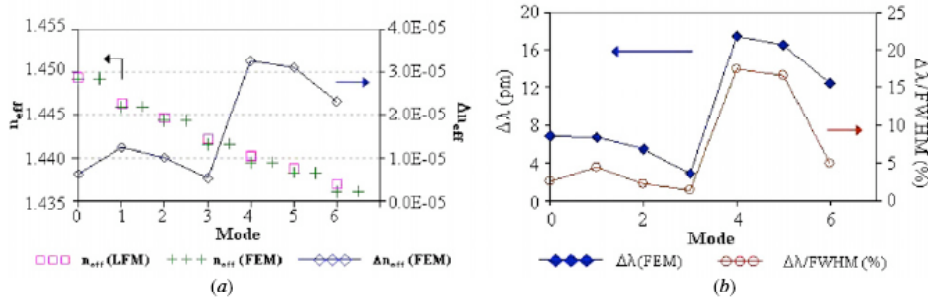 1.455
1.450
1.445
1.440
1.435
n_eff
4.0E-05
3.0E-05
2.0E-05
1.0E-05
0.0E-05
Δn_eff
0 1 2 3 4 5 6
Mode
n_eff (LFM) n_eff (FEM) Δn_eff (FEM)
(a)
20
16
12
8
4
0
Δλ (pm)
25
20
15
10
5
0
Δλ/FWHM (%)
0 2 4 6
Mode
Δλ(FEM) Δλ/FWHM (%)
(b)